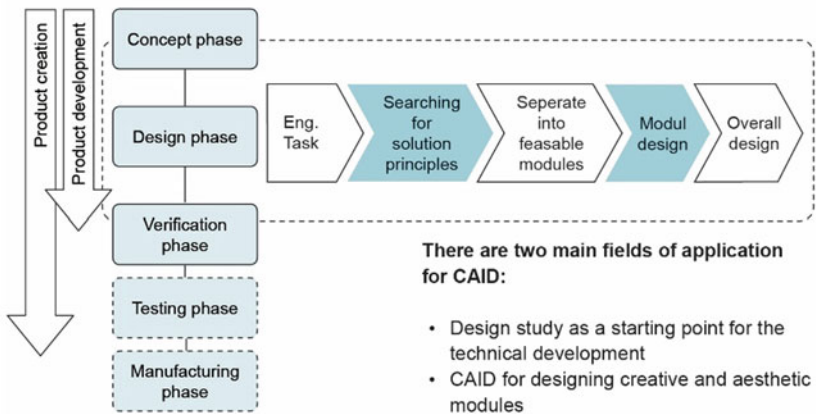 Product creation
Product development
Concept phase
Design phase
Verification
phase
Testing phase
Manufacturing
phase
Eng.
Task
Searching
for
solution
principles
Seperate
into
feasable
modules
Modul
design
Overall
design
There are two main fields of application
for CAID:
• Design study as a starting point for the
technical development
• CAID for designing creative and aesthetic
modules